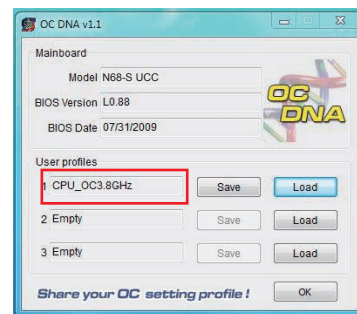 OC DNA v1.1
Mainboard
Model N68-S UCC
BIOS Version L0.88
BIOS Date 07/31/2009
OC
DNA
User profiles
1 CPU_OC3.8GHz Save Load
2 Empty Save Load
3 Empty Save Load
Share your OC setting profile! OK